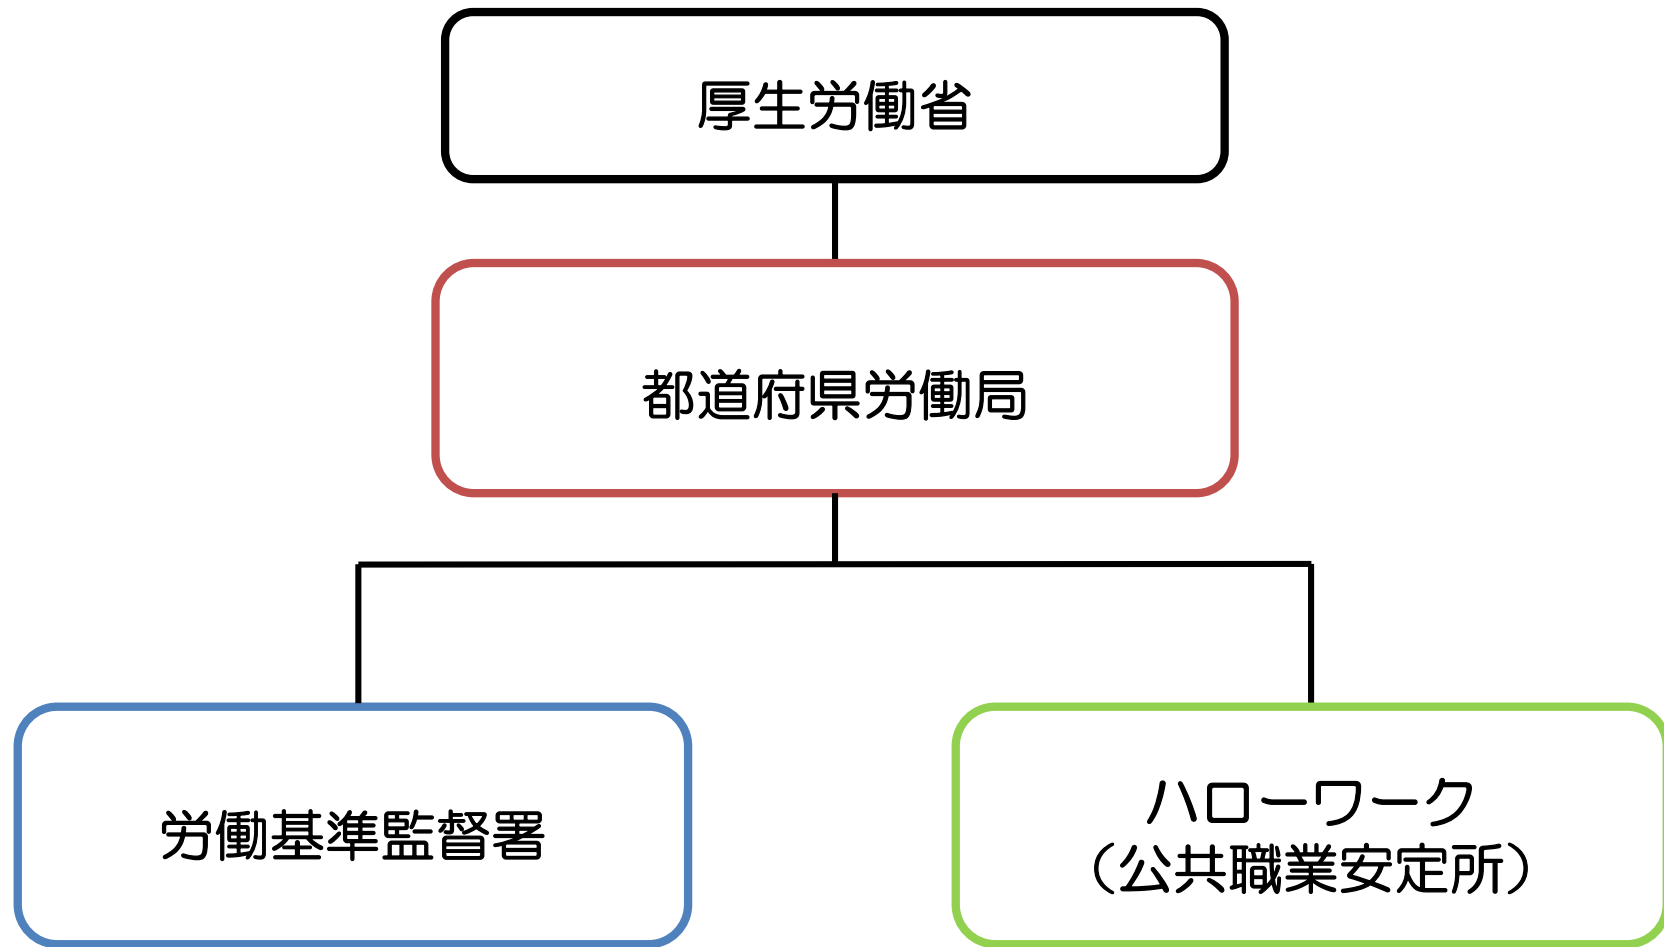 厚生労働省
都道府県労働局
労働基準監督署
ハローワーク
（公共職業安定所）